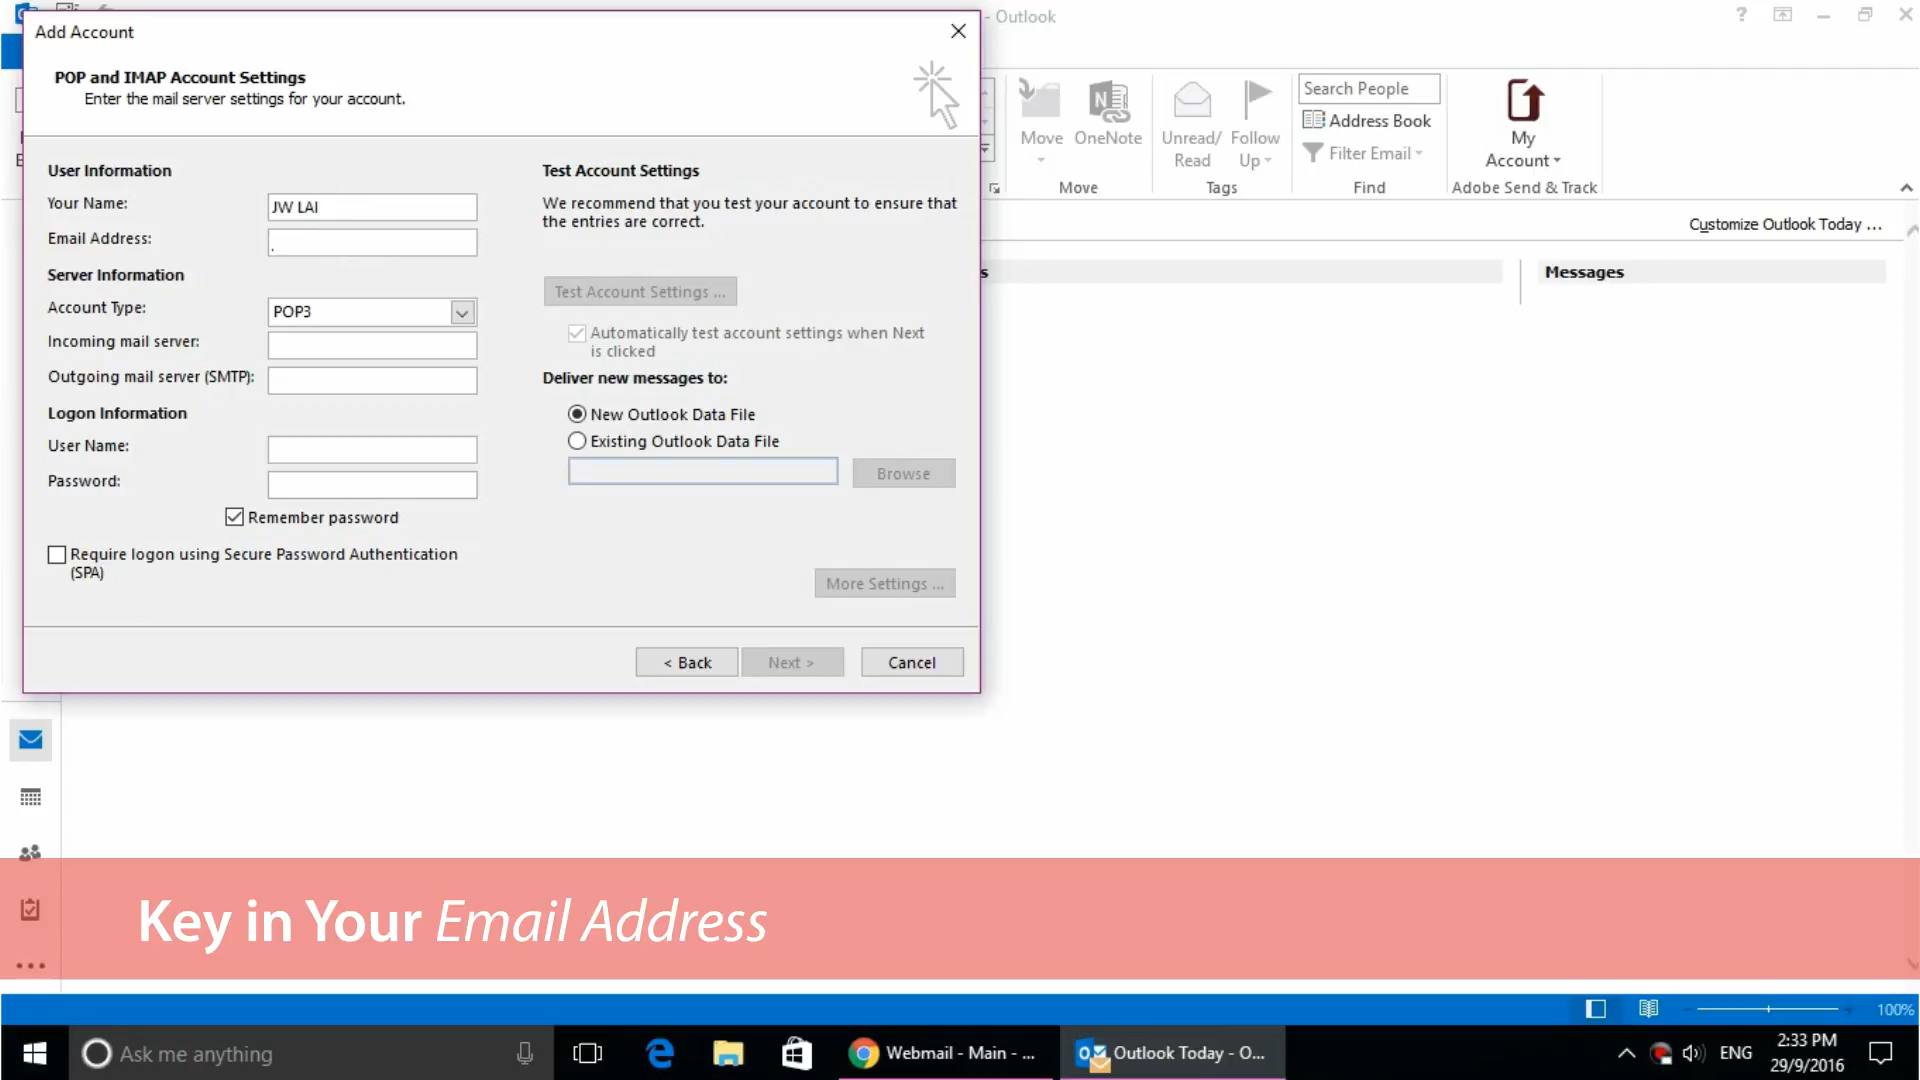 Add Account
- Outlook
POP and IMAP Account Settings
Enter the mail server settings for your account.
User Information
Your Name:
JW LAI
Email Address:
.
Server Information
Account Type:
POP3
Incoming mail server:
Outgoing mail server (SMTP):
Logon Information
User Name:
Password:
Remember password
Require logon using Secure Password Authentication
(SPA)
Test Account Settings
We recommend that you test your account to ensure that
the entries are correct.
Test Account Settings ...
Automatically test account settings when Next
is clicked
Deliver new messages to:
New Outlook Data File
Existing Outlook Data File
Browse
More Settings ...
< Back
Next >
Cancel
Move
OneNote
Move
Unread/
Read
Follow
Up
Tags
Search People
Address Book
Filter Email
Find
My
Account
Adobe Send & Track
Customize Outlook Today ...
s
Messages
Key in Your Email Address
100%
Ask me anything
Webmail - Main - ...
Outlook Today - O...
ENG
2:33 PM
29/9/2016